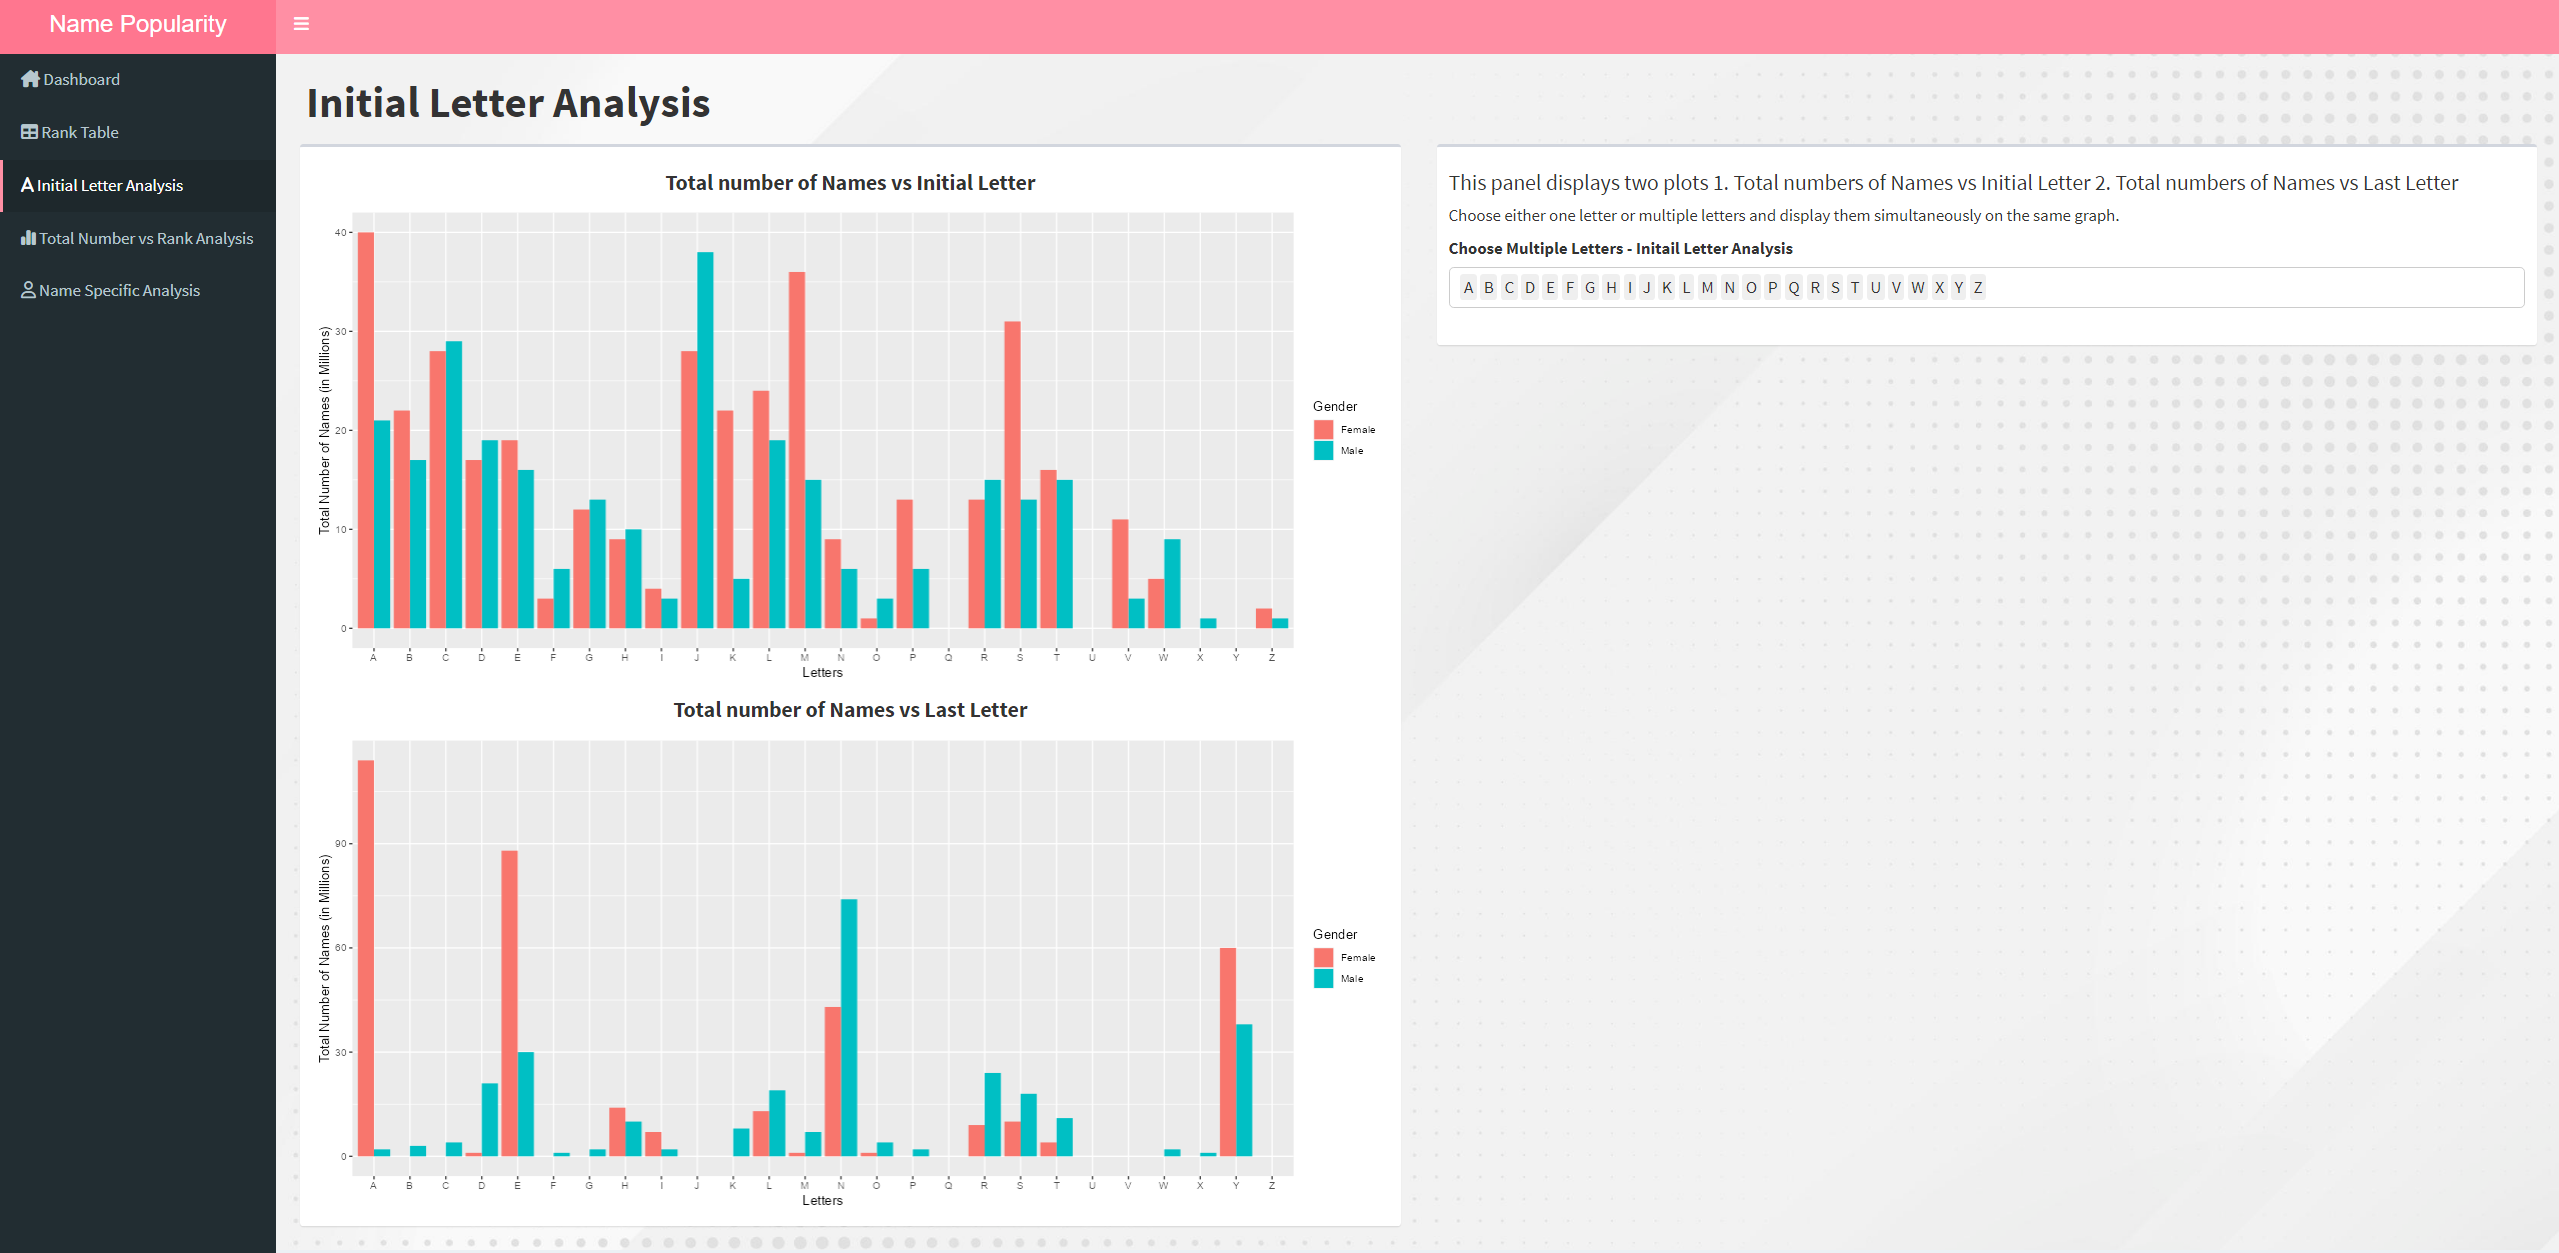 Name Popularity
Dashboard
Rank Table
Initial Letter Analysis
Total Number vs Rank Analysis
Name Specific Analysis
Initial Letter Analysis
Total number of Names vs Initial Letter
Total Number of Names (in Millions)
40
30
20
10
0
A B C D E F G H I J K L M N O P Q R S T U V W X Y Z
Letters
Gender
Female
Male
Total number of Names vs Last Letter
Total Number of Names (in Millions)
90
60
30
0
A B C D E F G H I J K L M N O P Q R S T U V W X Y Z
Letters
Gender
Female
Male
This panel displays two plots 1. Total numbers of Names vs Initial Letter 2. Total numbers of Names vs Last Letter
Choose either one letter or multiple letters and display them simultaneously on the same graph.
Choose Multiple Letters - Initail Letter Analysis
A B C D E F G H I J K L M N O P Q R S T U V W X Y Z